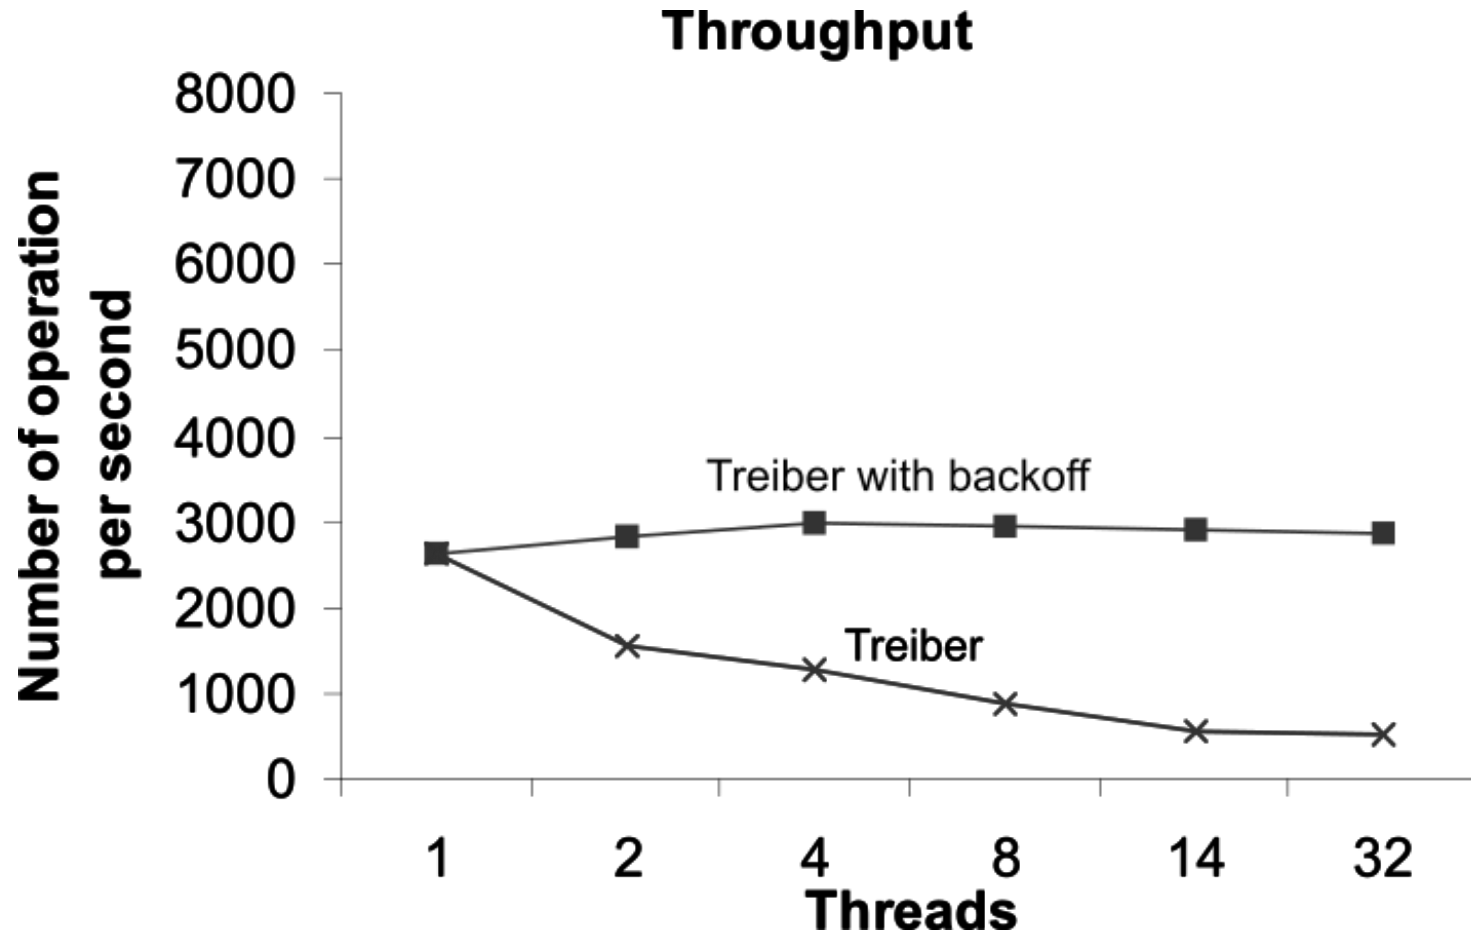 Throughput
Number of operation
per second
8000
7000
6000
5000
4000
3000
2000
1000
0
Treiber with backoff
Treiber
1 2 4 8 14 32
Threads